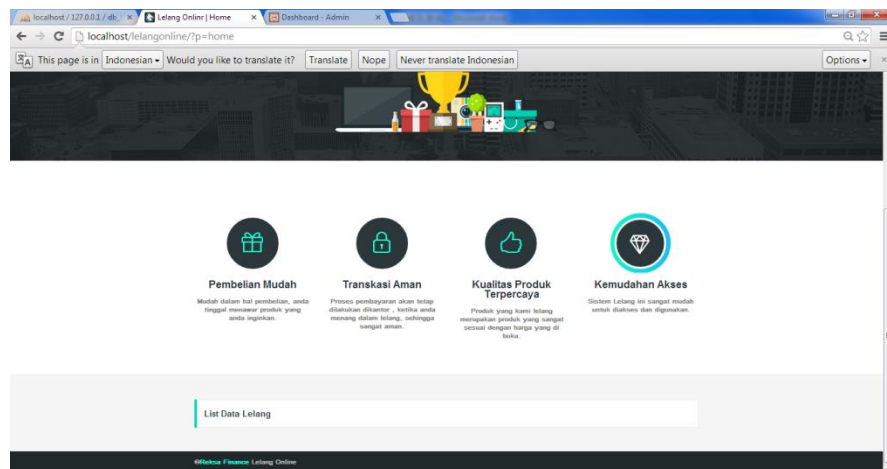 localhost / 127.0.0.1 / db_
Lelang Onlinr | Home
Dashboard - Admin
localhost/lelangonline/?p=home
This page is in Indonesian Would you like to translate it? Translate Nope Never translate Indonesian Options
Pembelian Mudah
Mudah dalam hal pembelian, anda
tinggal menawar produk yang
anda inginkan.
Transkasi Aman
Proses pembayaran akan tetap
dilakukan dikantor , ketika anda
menang dalam lelang, sehingga
sangat aman.
Kualitas Produk
Terpercaya
Produk yang kami lelang
merupakan produk yang sangat
sesuai dengan harga yang di
buka.
Kemudahan Akses
Sistem Lelang ini sangat mudah
untuk diakses dan digunakan.
List Data Lelang
©Reksa Finance Lelang Online